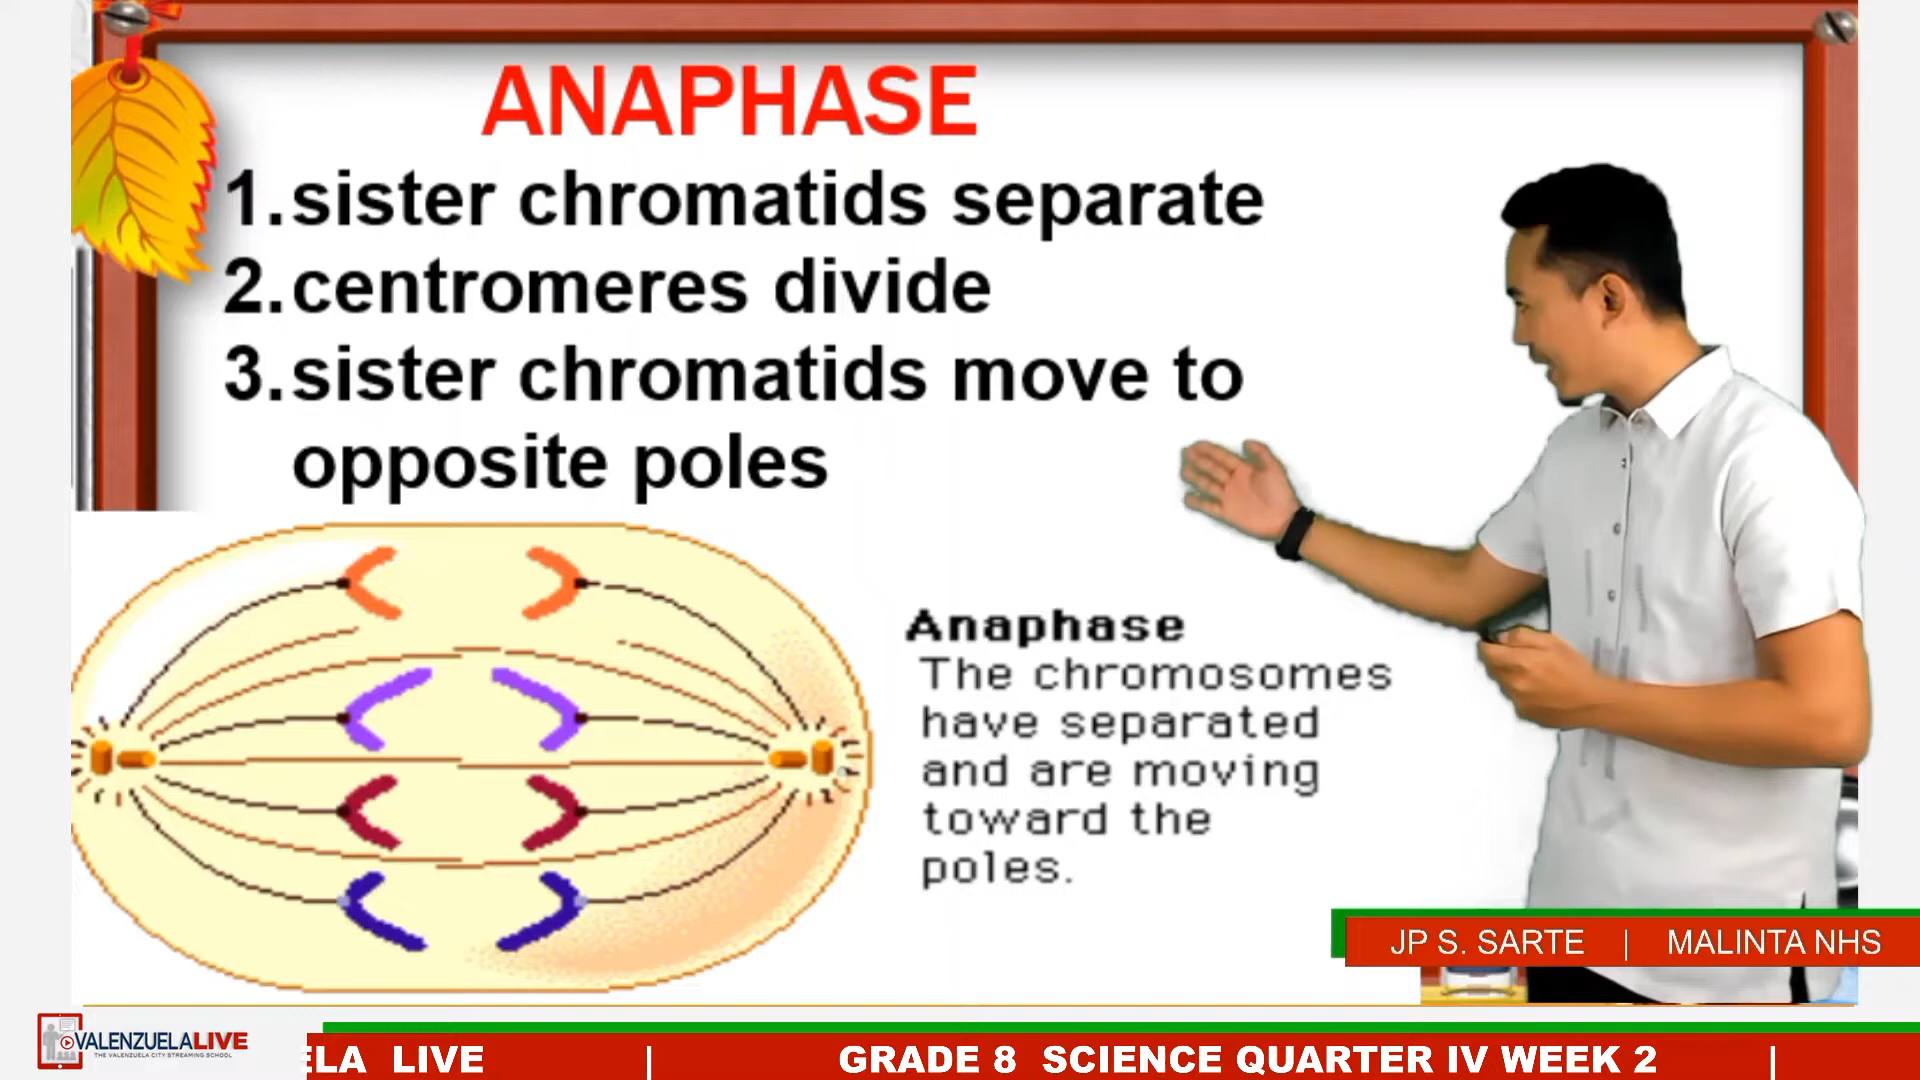 ANAPHASE
1. sister chromatids separate
2. centromeres divide
3. sister chromatids move to
opposite poles
Anaphase
The chromosomes
have separated
and are moving
toward the
poles.
JP S. SARTE | MALINTA NHS
VALENZUELALIVE
THE VALENZUELA CITY STREAMING SCHOOL
ELA LIVE | GRADE 8 SCIENCE QUARTER IV WEEK 2 |